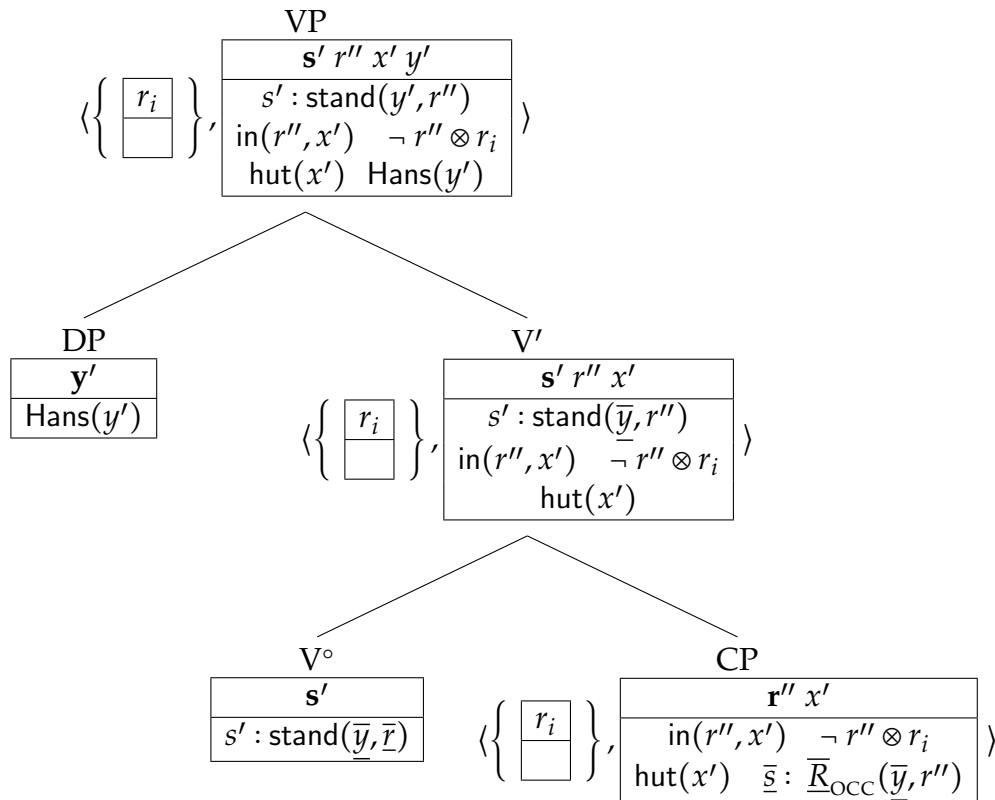 VP
s′ r″ x′ y′
s′ : stand(y′, r″)
⟨{ r_i }, in(r″, x′) ¬ r″ ⊗ r_i ⟩
hut(x′) Hans(y′)
DP
y′
Hans(y′)
V′
s′ r″ x′
s′ : stand(y̲̅, r″)
⟨{ r_i }, in(r″, x′) ¬ r″ ⊗ r_i ⟩
hut(x′)
V°
s′
s′ : stand(y̲̅, r̲̅)
CP
r″ x′
⟨{ r_i }, in(r″, x′) ¬ r″ ⊗ r_i ⟩
hut(x′) s̲̅ : R̲̅_OCC(y̲̅, r″)